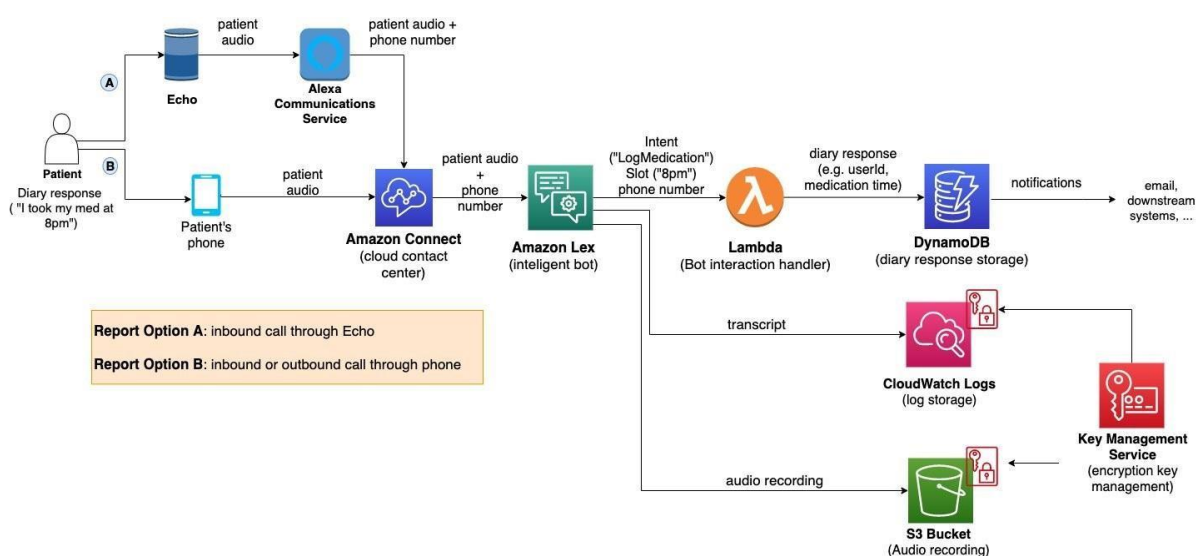 patient
audio
patient audio +
phone number
A
Echo
Alexa
Communications
Service
B
Patient
Diary response
( "I took my med at
8pm")
Patient's
phone
patient
audio
Amazon Connect
(cloud contact
center)
patient audio
+
phone
number
Amazon Lex
(inteligent bot)
Intent
("LogMedication")
Slot ("8pm")
phone number
Lambda
(Bot interaction handler)
diary response
(e.g. userId,
medication time)
DynamoDB
(diary response storage)
notifications
email,
downstream
systems, ...
Report Option A: inbound call through Echo
Report Option B: inbound or outbound call through phone
transcript
CloudWatch Logs
(log storage)
Key Management
Service
(encryption key
management)
audio recording
S3 Bucket
(Audio recording)